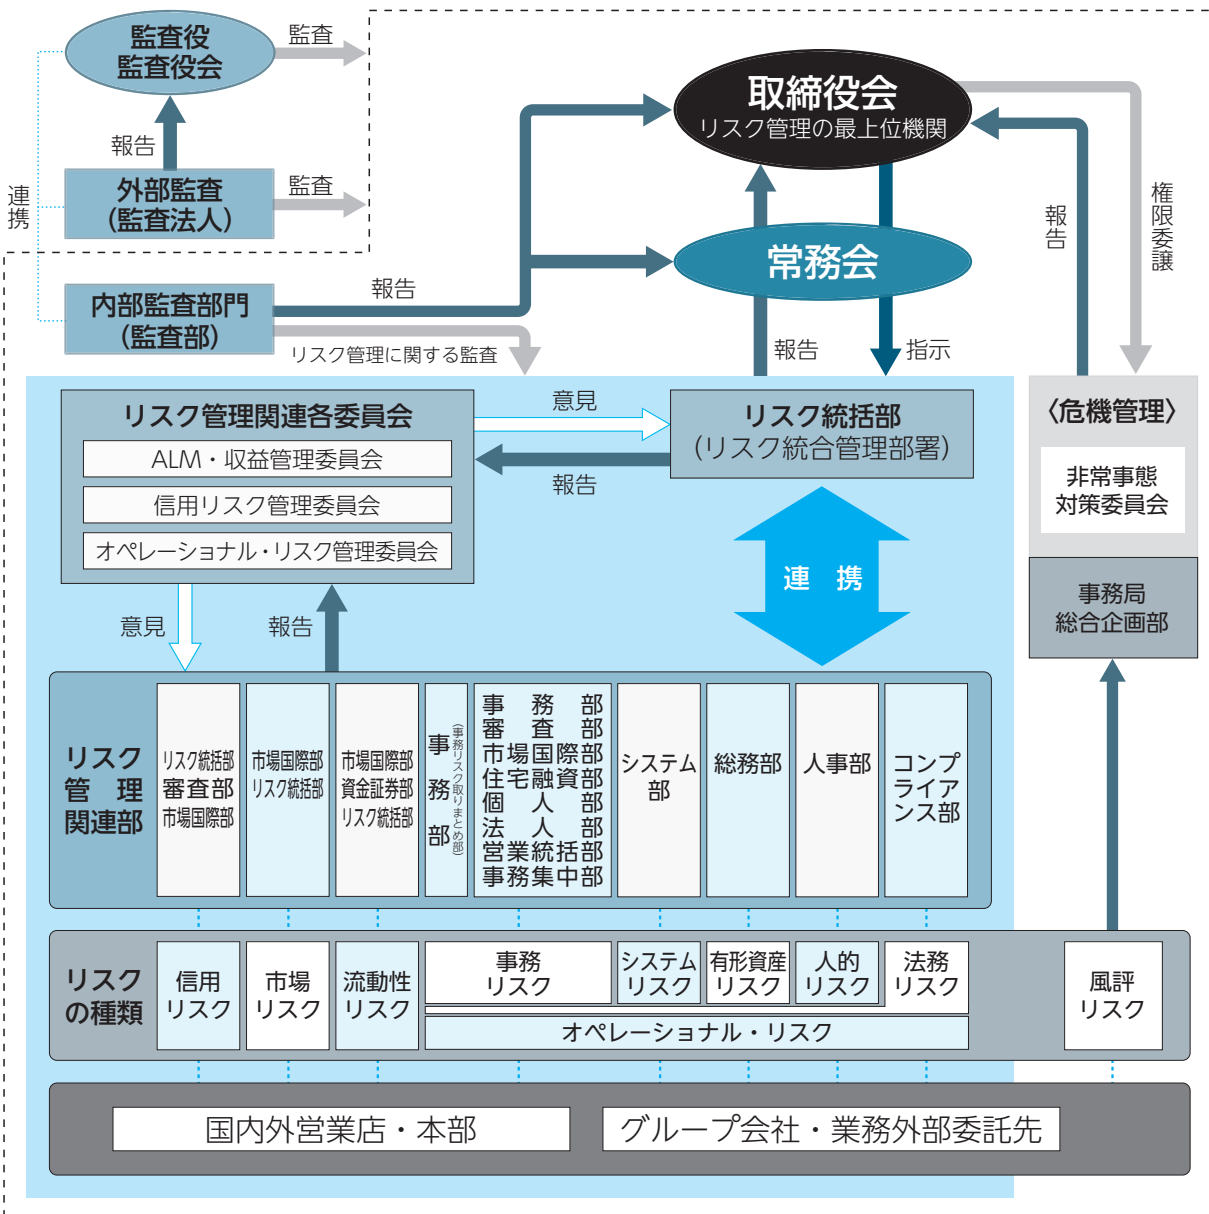 監査役
監査役会
監査
報告
外部監査
(監査法人)
監査
連携
内部監査部門
(監査部)
報告
リスク管理に関する監査
取締役会
リスク管理の最上位機関
常務会
報告
指示
報告
権限委譲
リスク管理関連各委員会
ALM・収益管理委員会
信用リスク管理委員会
オペレーショナル・リスク管理委員会
意見
報告
リスク統括部
(リスク統合管理部署)
〈危機管理〉
非常事態
対策委員会
事務局
総合企画部
連 携
意見
報告
リスク
管 理
関連部
リスク統括部
審査部
市場国際部
市場国際部
リスク統括部
市場国際部
資金証券部
リスク統括部
事務部
(事務リスク取りまとめ部)
事務部
審査部
市場国際部
住宅融資部
個人部
法人部
営業統括部
事務集中部
システム
部
総務部
人事部
コンプ
ライア
ンス部
リスク
の種類
信用
リスク
市場
リスク
流動性
リスク
事務
リスク
システム
リスク
有形資産
リスク
人的
リスク
法務
リスク
オペレーショナル・リスク
風評
リスク
国内外営業店・本部
グループ会社・業務外部委託先